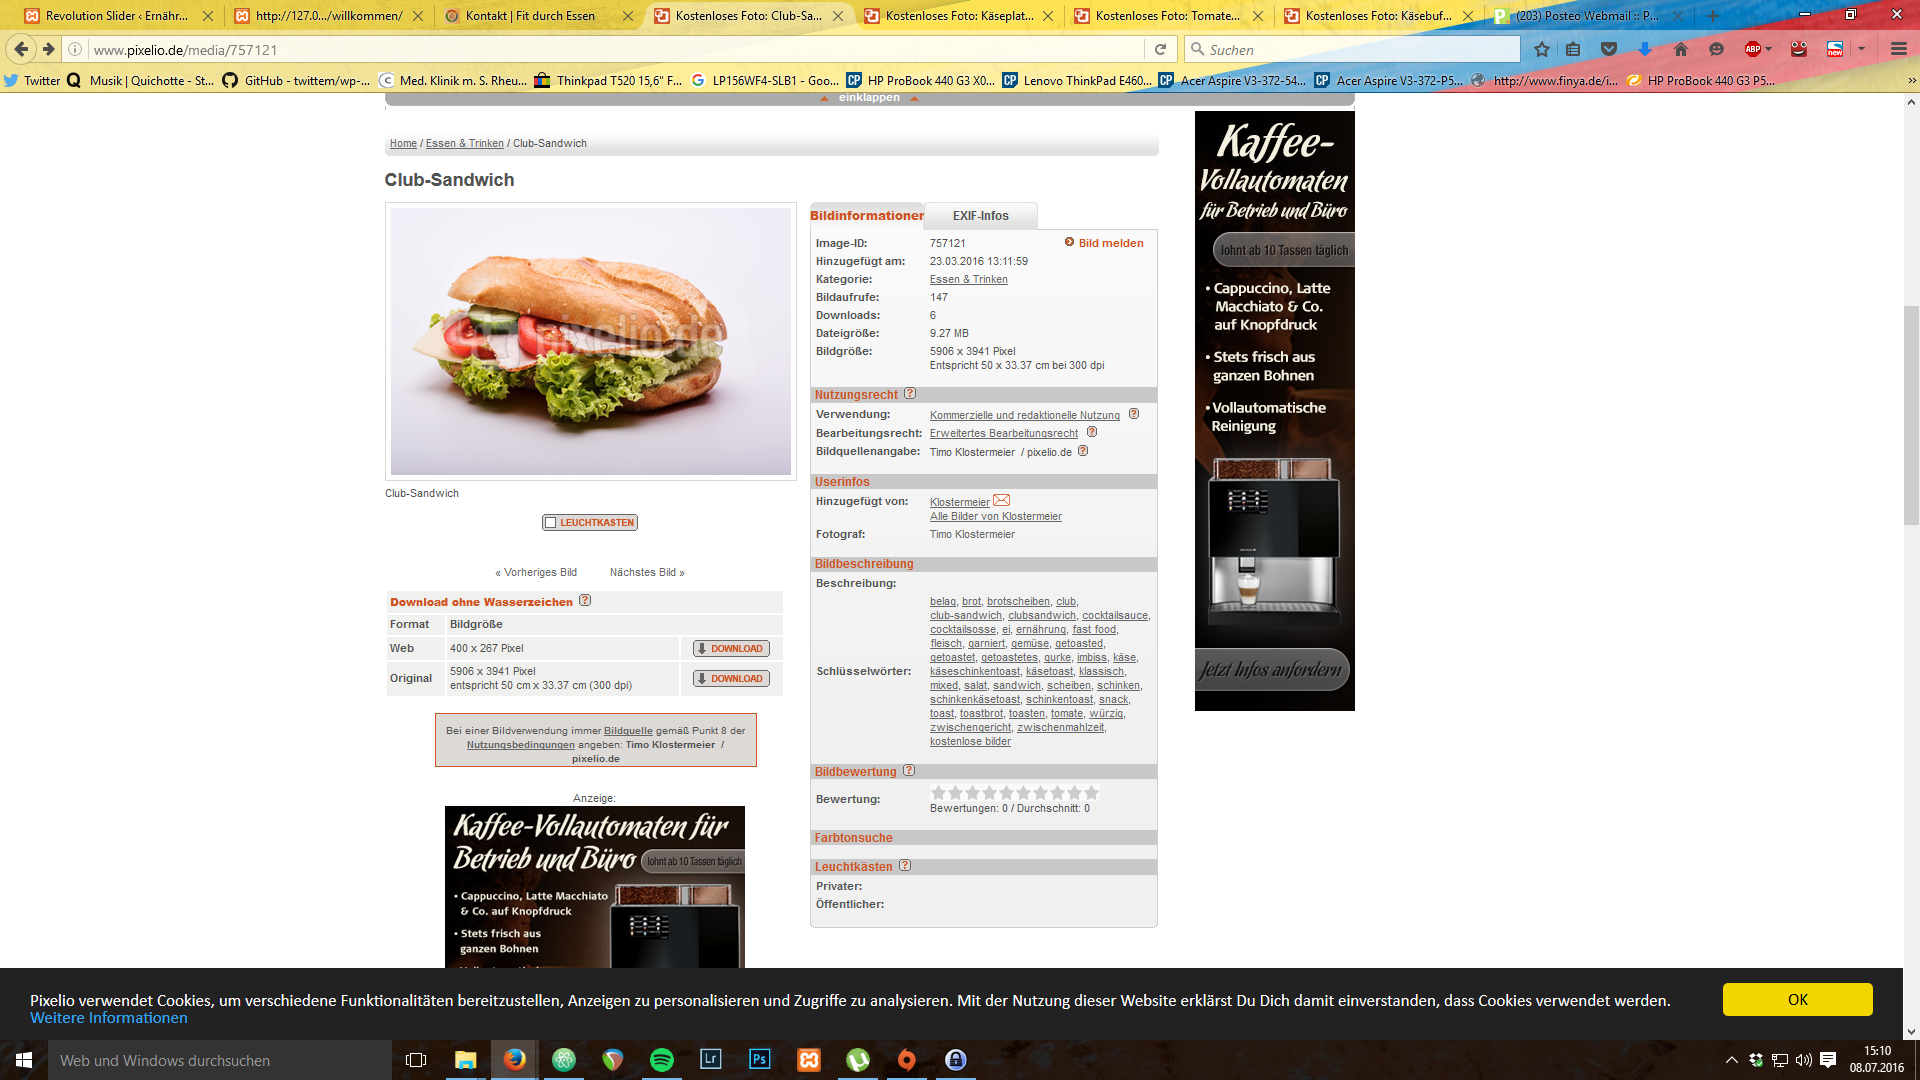 Revolution Slider ‹ Ernähr...
http://127.0.../willkommen/
Kontakt | Fit durch Essen
Kostenloses Foto: Club-Sa...
Kostenloses Foto: Käseplat...
Kostenloses Foto: Tomate...
Kostenloses Foto: Käsebuf...
(203) Posteo Webmail :: P...
www.pixelio.de/media/757121
Suchen
Twitter
Musik | Quichotte - St...
GitHub - twittem/wp-...
Med. Klinik m. S. Rheu...
Thinkpad T520 15,6" F...
LP156WF4-SLB1 - Goo...
HP ProBook 440 G3 X0...
Lenovo ThinkPad E460...
Acer Aspire V3-372-54...
Acer Aspire V3-372-P5...
http://www.finya.de/i...
HP ProBook 440 G3 P5...
einklappen
Home / Essen & Trinken / Club-Sandwich
Club-Sandwich
pixelio.de
Club-Sandwich
LEUCHTKASTEN
« Vorheriges Bild
Nächstes Bild »
Download ohne Wasserzeichen ?
Format Bildgröße
Web 400 x 267 Pixel DOWNLOAD
Original 5906 x 3941 Pixel
entspricht 50 cm x 33.37 cm (300 dpi) DOWNLOAD
Bei einer Bildverwendung immer Bildquelle gemäß Punkt 8 der
Nutzungsbedingungen angeben: Timo Klostermeier /
pixelio.de
Anzeige:
Kaffee-Vollautomaten für
Betrieb und Büro lohnt ab 10 Tassen täglich
• Cappuccino, Latte Macchiato
& Co. auf Knopfdruck
• Stets frisch aus
ganzen Bohnen
Bildinformationen
EXIF-Infos
Image-ID: 757121
Bild melden
Hinzugefügt am: 23.03.2016 13:11:59
Kategorie: Essen & Trinken
Bildaufrufe: 147
Downloads: 6
Dateigröße: 9.27 MB
Bildgröße: 5906 x 3941 Pixel
Entspricht 50 x 33.37 cm bei 300 dpi
Nutzungsrecht ?
Verwendung: Kommerzielle und redaktionelle Nutzung ?
Bearbeitungsrecht: Erweitertes Bearbeitungsrecht ?
Bildquellenangabe: Timo Klostermeier / pixelio.de ?
Userinfos
Hinzugefügt von: Klostermeier
Alle Bilder von Klostermeier
Fotograf: Timo Klostermeier
Bildbeschreibung
Beschreibung:
Schlüsselwörter:
belag, brot, brotscheiben, club,
club-sandwich, clubsandwich, cocktailsauce,
cocktailsosse, ei, ernährung, fast food,
fleisch, garniert, gemüse, getoasted,
getoastet, getoastetes, gurke, imbiss, käse,
käseschinkentoast, käsetoast, klassisch,
mixed, salat, sandwich, scheiben, schinken,
schinkenkäsetoast, schinkentoast, snack,
toast, toastbrot, toasten, tomate, würzig,
zwischengericht, zwischenmahlzeit,
kostenlose bilder
Bildbewertung ?
Bewertung:
Bewertungen: 0 / Durchschnitt: 0
Farbtonsuche
Leuchtkästen ?
Privater:
Öffentlicher:
Kaffee-
Vollautomaten
für Betrieb und Büro
lohnt ab 10 Tassen täglich
• Cappuccino, Latte
Macchiato & Co.
auf Knopfdruck
• Stets frisch aus
ganzen Bohnen
• Vollautomatische
Reinigung
Jetzt Infos anfordern
Pixelio verwendet Cookies, um verschiedene Funktionalitäten bereitzustellen, Anzeigen zu personalisieren und Zugriffe zu analysieren. Mit der Nutzung dieser Website erklärst Du Dich damit einverstanden, dass Cookies verwendet werden.
Weitere Informationen
OK
Web und Windows durchsuchen
Lr
Ps
15:10
08.07.2016